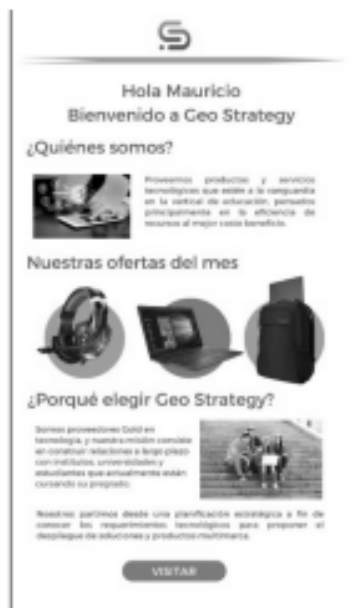 Hola Mauricio
Bienvenido a Geo Strategy
¿Quiénes somos?
Proveemos productos y servicios
tecnológicos que estén a la vanguardia
en la vertical de educación, pensados
principalmente en la eficiencia de
recursos al mejor costo beneficio.
Nuestras ofertas del mes
¿Porqué elegir Geo Strategy?
Somos proveedores Gold en
tecnología, y nuestra misión consiste
en construir relaciones a largo plazo
con institutos, universidades y
estudiantes que actualmente están
cursando su pregrado.
Nosotros partimos desde una planificación estratégica a fin de
conocer los requerimientos tecnológicos para proponer el
despliegue de soluciones y productos multimarca.
VISITAR